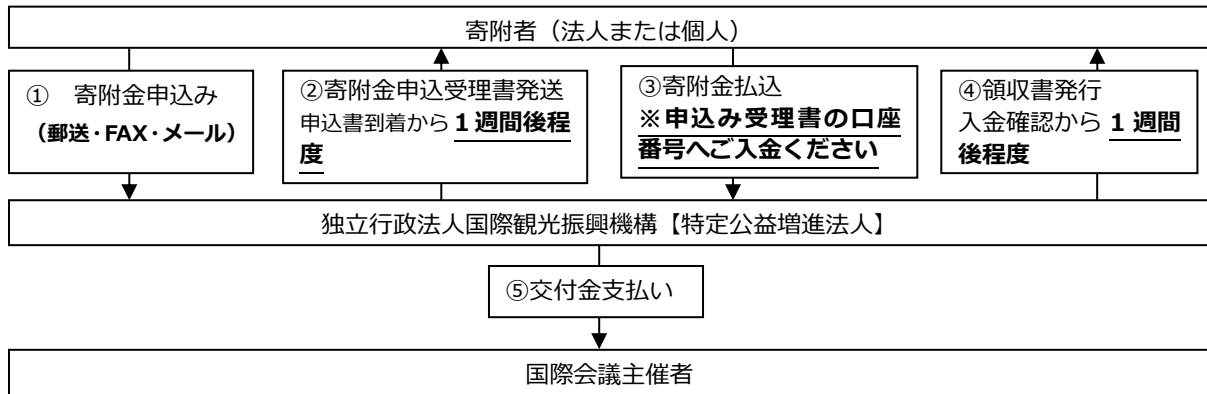 寄附者（法人または個人）
①　寄附金申込み
（郵送・FAX・メール）
②寄附金申込受理書発送
申込書到着から１週間後程
度
③寄附金払込
※申込み受理書の口座
番号へご入金ください
④領収書発行
入金確認から １ 週間
後程度
独立行政法人国際観光振興機構【特定公益増進法人】
⑤交付金支払い
国際会議主催者